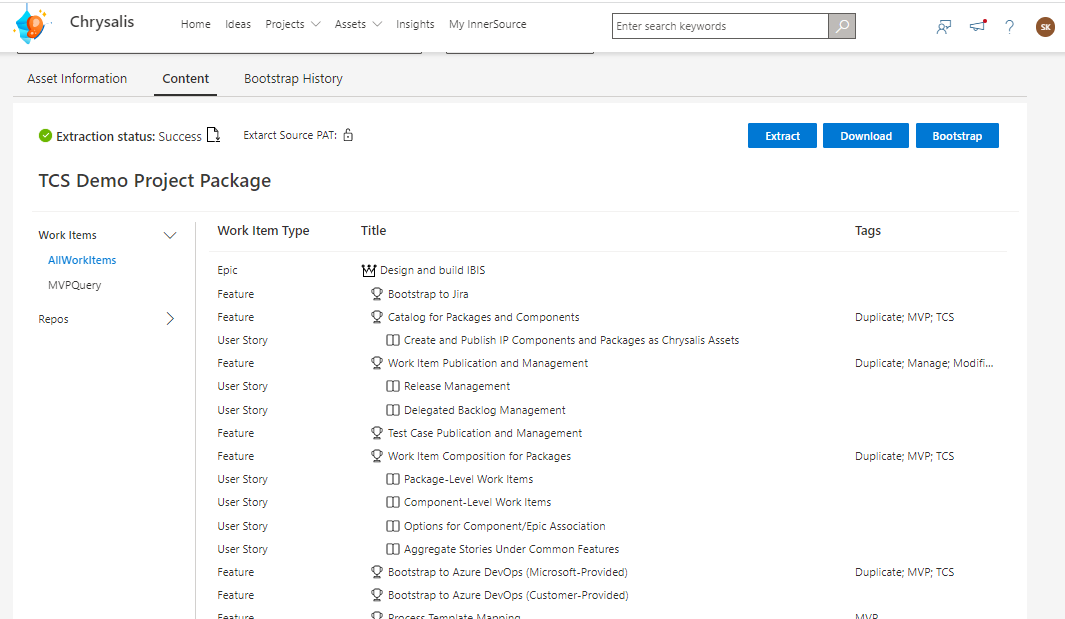 Chrysalis
Home Ideas Projects Assets Insights My InnerSource
Enter search keywords
? SK
Asset Information Content Bootstrap History
Extraction status: Success Extarct Source PAT:
Extract Download Bootstrap
TCS Demo Project Package
Work Items
AllWorkItems
MVPQuery
Repos
Work Item Type Title Tags
Epic Design and build IBIS
Feature Bootstrap to Jira
Feature Catalog for Packages and Components Duplicate; MVP; TCS
User Story Create and Publish IP Components and Packages as Chrysalis Assets
Feature Work Item Publication and Management Duplicate; Manage; Modifi...
User Story Release Management
User Story Delegated Backlog Management
Feature Test Case Publication and Management
Feature Work Item Composition for Packages Duplicate; MVP; TCS
User Story Package-Level Work Items
User Story Component-Level Work Items
User Story Options for Component/Epic Association
User Story Aggregate Stories Under Common Features
Feature Bootstrap to Azure DevOps (Microsoft-Provided) Duplicate; MVP; TCS
Feature Bootstrap to Azure DevOps (Customer-Provided)
Feature Process Template Mapping MVP